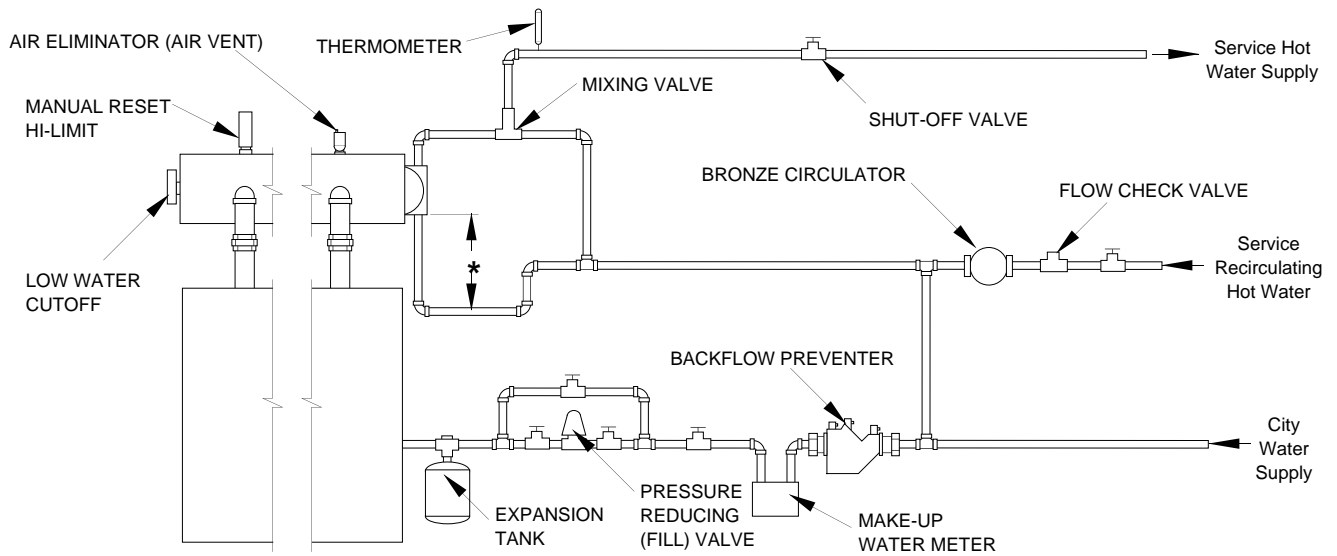 AIR ELIMINATOR (AIR VENT)
MANUAL RESET
HI-LIMIT
LOW WATER
CUTOFF
THERMOMETER
MIXING VALVE
SHUT-OFF VALVE
Service Hot
Water Supply
BRONZE CIRCULATOR
FLOW CHECK VALVE
Service
Recirculating
Hot Water
*
BACKFLOW PREVENTER
City
Water
Supply
EXPANSION
TANK
PRESSURE
REDUCING
(FILL) VALVE
MAKE-UP
WATER METER